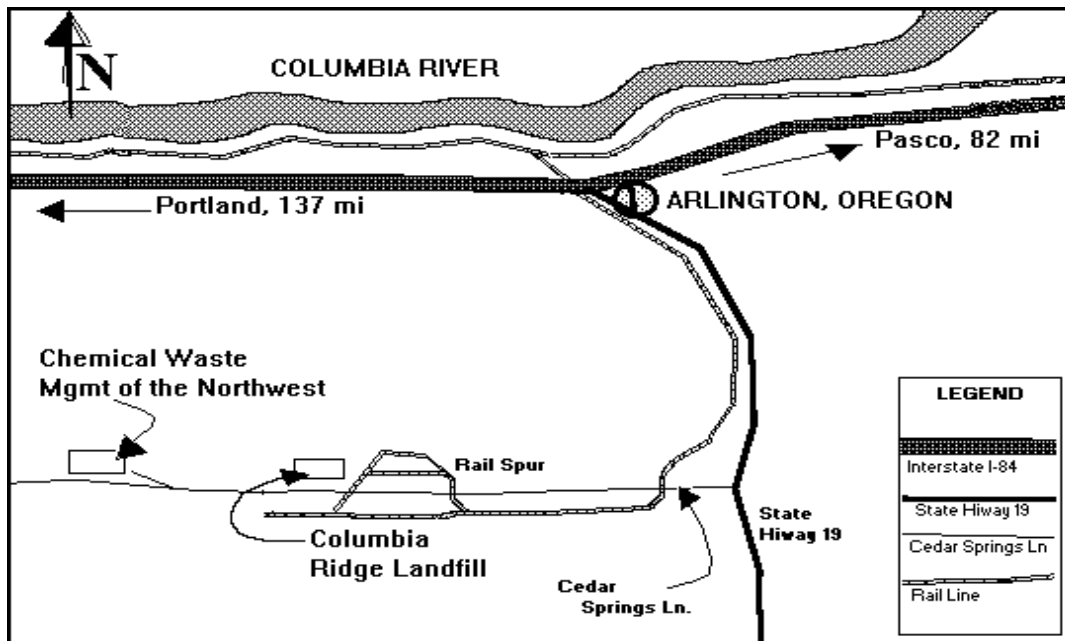 N
COLUMBIA RIVER
Pasco, 82 mi
Portland, 137 mi
ARLINGTON, OREGON
Chemical Waste
Mgmt of the Northwest
Rail Spur
Columbia
Ridge Landfill
Cedar
Springs Ln.
State
Hiway 19
LEGEND
Interstate I-84
State Hiway 19
Cedar Springs Ln
Rail Line